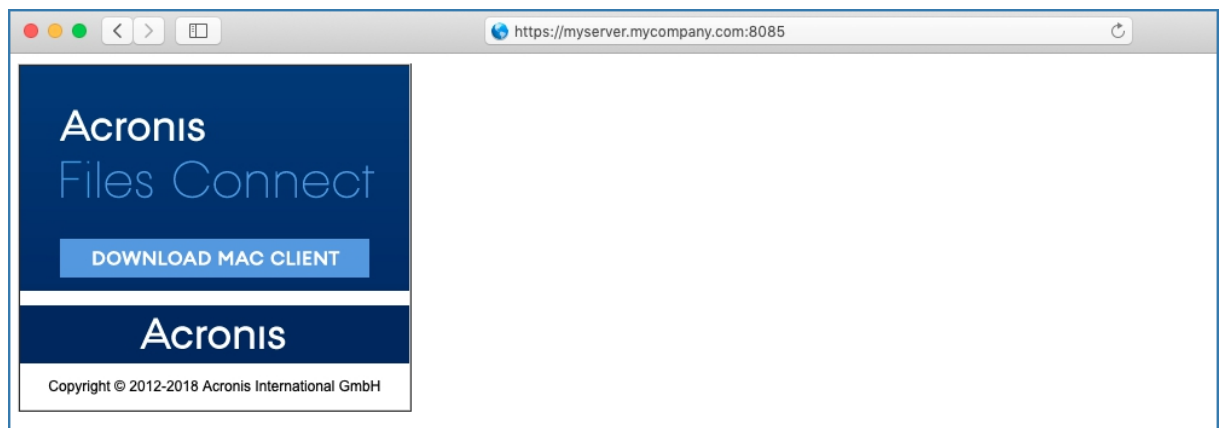 https://myserver.mycompany.com:8085
Acronis
Files Connect
DOWNLOAD MAC CLIENT
Acronis
Copyright © 2012-2018 Acronis International GmbH